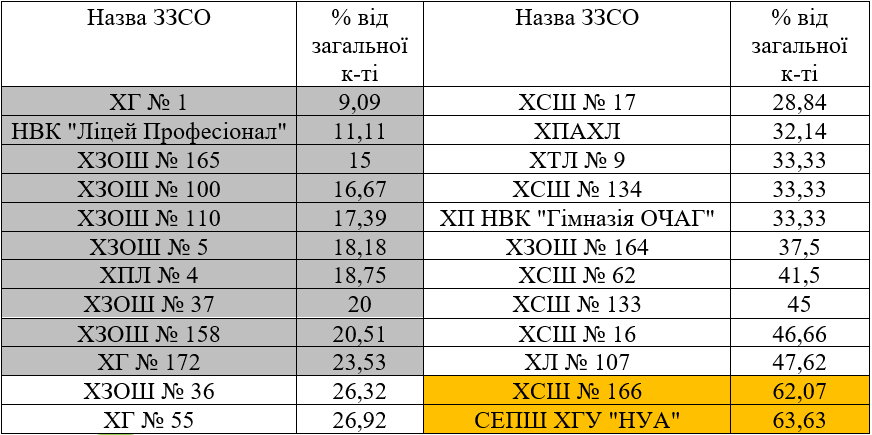 Назва ЗЗСО % від загальної к-ті Назва ЗЗСО % від загальної к-ті
ХГ № 1 9,09 ХСШ № 17 28,84
НВК "Ліцей Професіонал" 11,11 ХПАХЛ 32,14
ХЗОШ № 165 15 ХТЛ № 9 33,33
ХЗОШ № 100 16,67 ХСШ № 134 33,33
ХЗОШ № 110 17,39 ХП НВК "Гімназія ОЧАГ" 33,33
ХЗОШ № 5 18,18 ХЗОШ № 164 37,5
ХПЛ № 4 18,75 ХСШ № 62 41,5
ХЗОШ № 37 20 ХСШ № 133 45
ХЗОШ № 158 20,51 ХСШ № 16 46,66
ХГ № 172 23,53 ХЛ № 107 47,62
ХЗОШ № 36 26,32 ХСШ № 166 62,07
ХГ № 55 26,92 СЕПШ ХГУ "НУА" 63,63